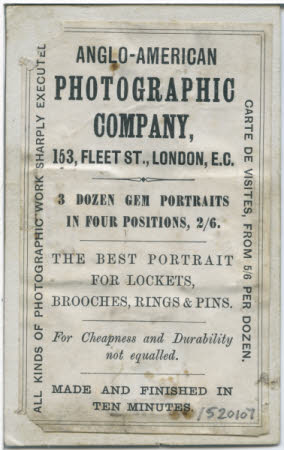 ANGLO-AMERICAN
PHOTOGRAPHIC
COMPANY,
153, FLEET ST., LONDON, E.C.
3 DOZEN GEM PORTRAITS
IN FOUR POSITIONS, 2/6.
THE BEST PORTRAIT
FOR LOCKETS,
BROOCHES, RINGS & PINS.
For Cheapness and Durability
not equalled.
MADE AND FINISHED IN
TEN MINUTES.
ALL KINDS OF PHOTOGRAPHIC WORK SHARPLY EXECUTE
CARTE DE VISITES, FROM 5/6 PER DOZEN.
1520107